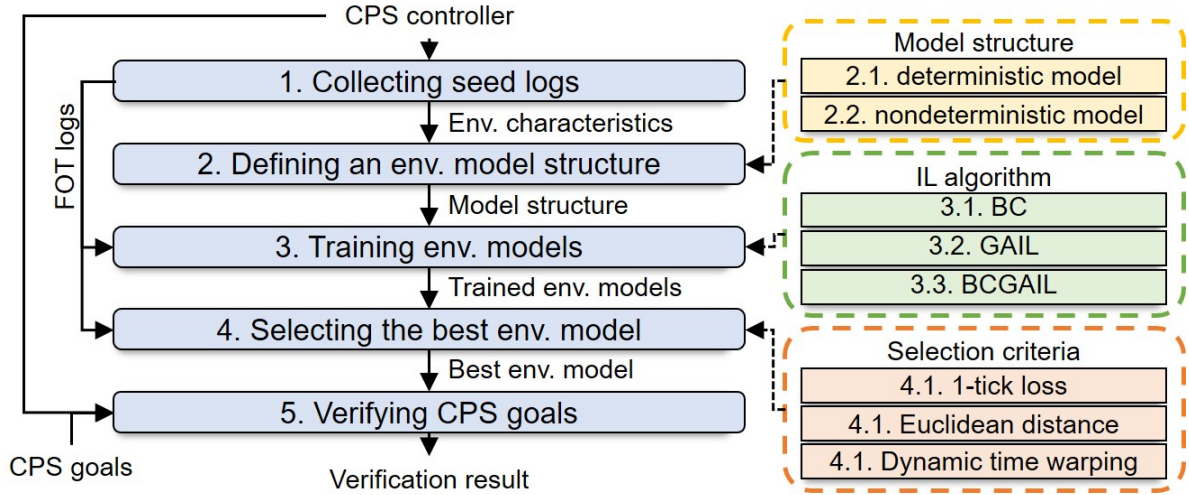 CPS controller
1. Collecting seed logs
Env. characteristics
2. Defining an env. model structure
Model structure
3. Training env. models
Trained env. models
4. Selecting the best env. model
Best env. model
5. Verifying CPS goals
Verification result
FOT logs
CPS goals
Model structure
2.1. deterministic model
2.2. nondeterministic model
IL algorithm
3.1. BC
3.2. GAIL
3.3. BCGAIL
Selection criteria
4.1. 1-tick loss
4.1. Euclidean distance
4.1. Dynamic time warping